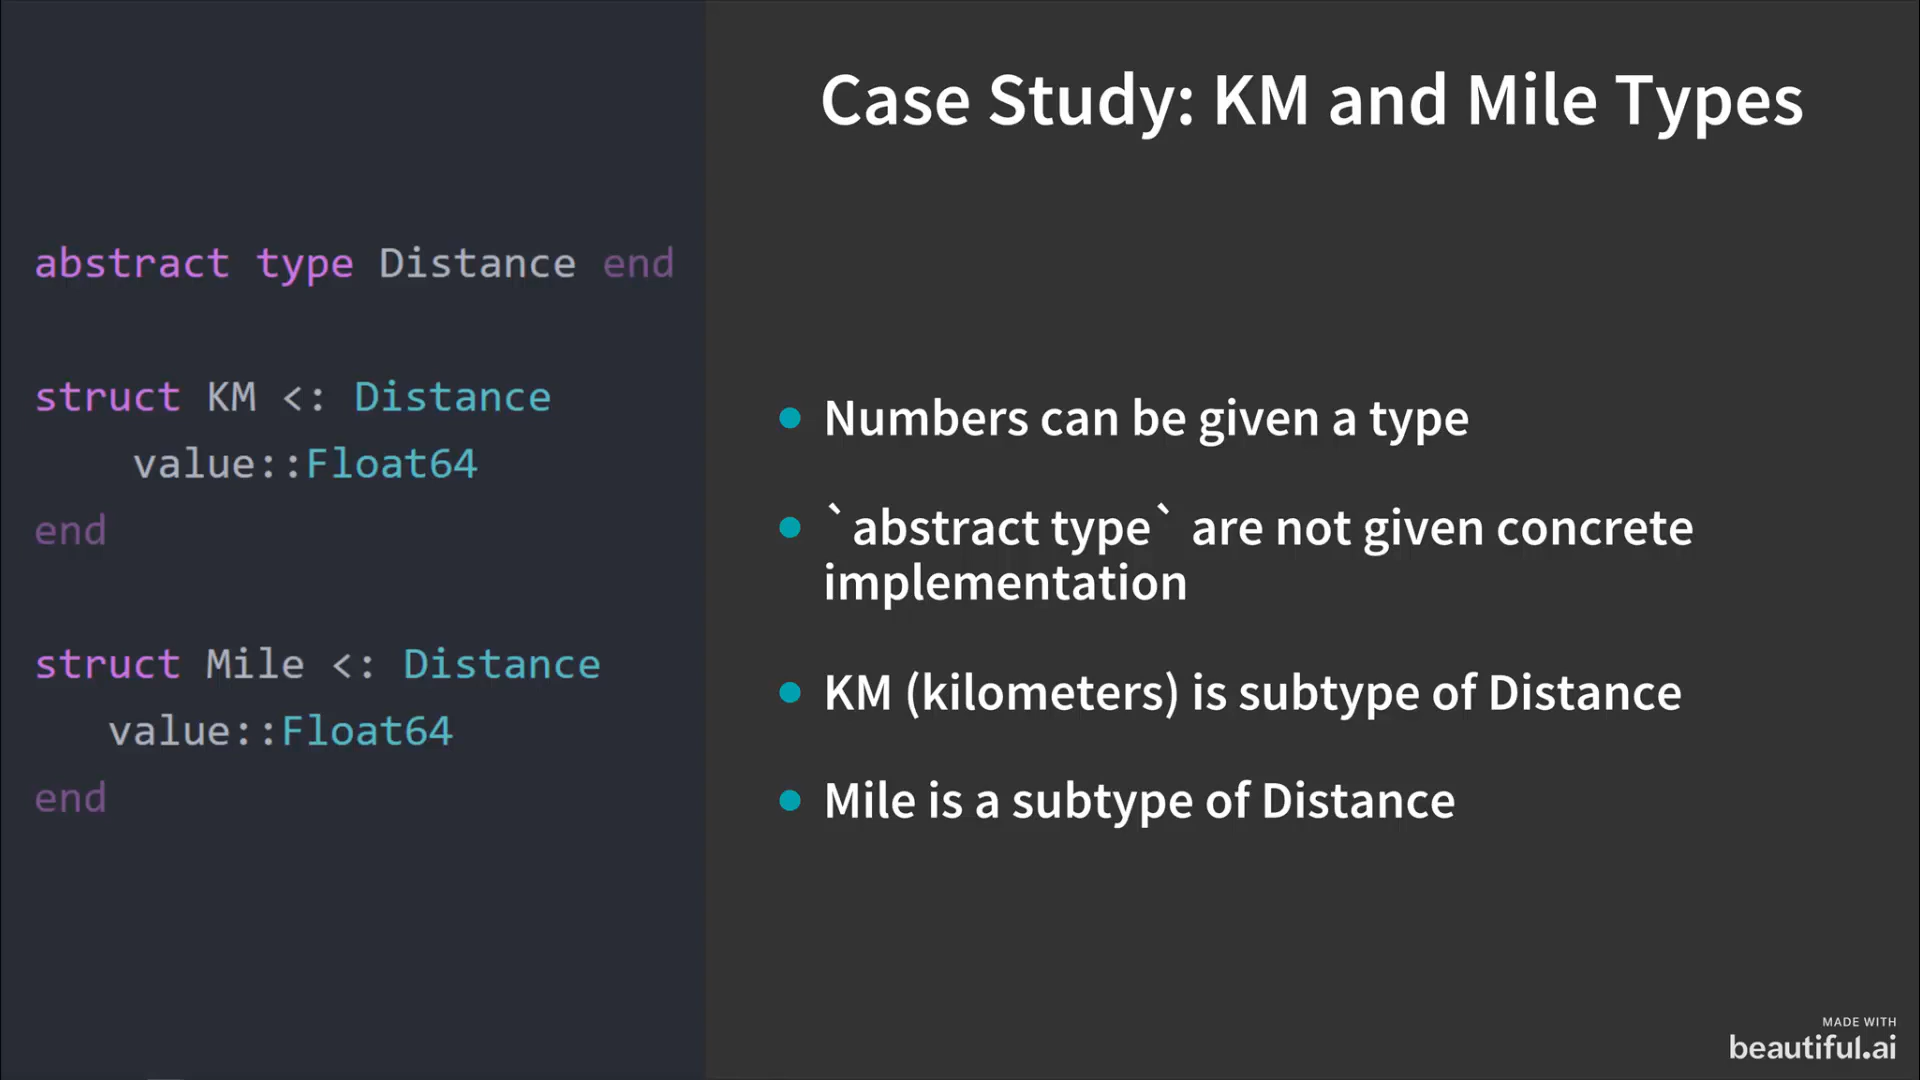 abstract type Distance end
struct KM <: Distance
value::Float64
end
struct Mile <: Distance
value::Float64
end
Case Study: KM and Mile Types
Numbers can be given a type
`abstract type` are not given concrete
implementation
KM (kilometers) is subtype of Distance
Mile is a subtype of Distance
MADE WITH
beautiful.ai